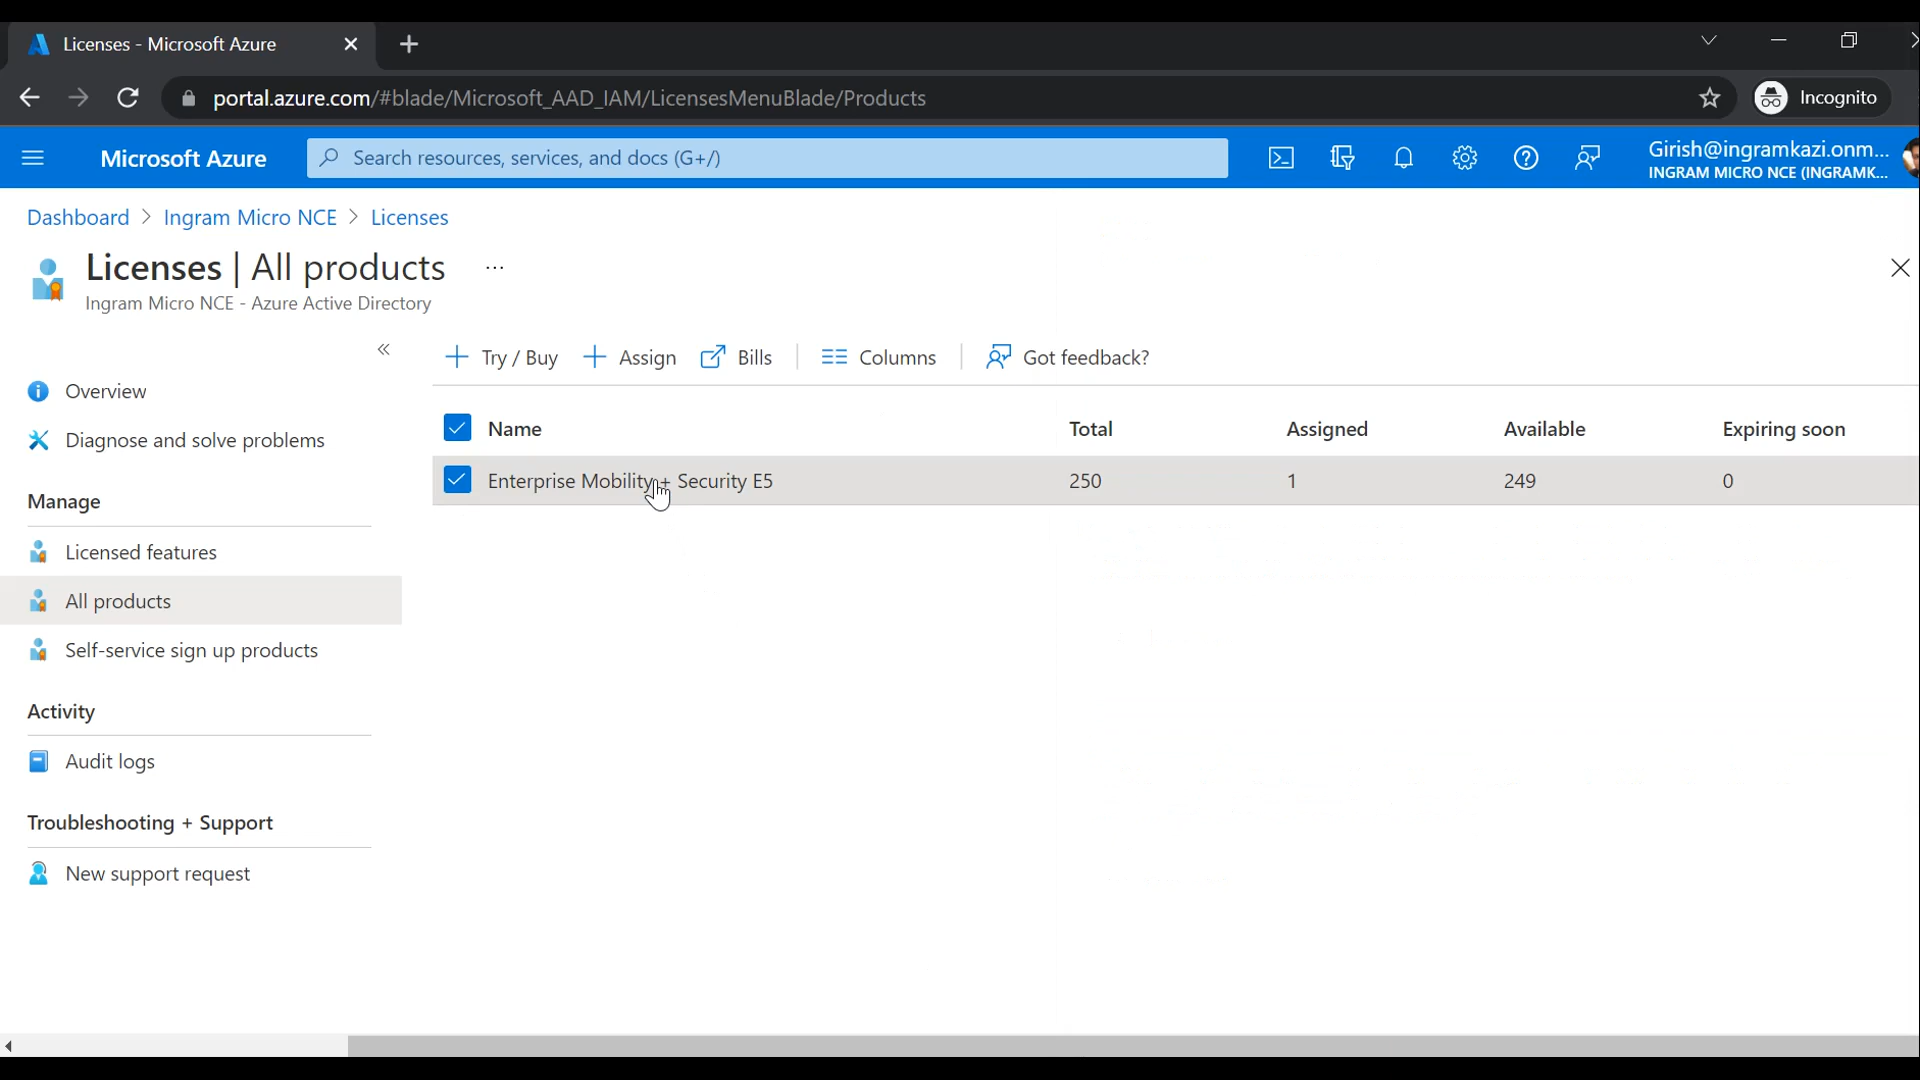 Licenses - Microsoft Azure
portal.azure.com/#blade/Microsoft_AAD_IAM/LicensesMenuBlade/Products
Incognito
Microsoft Azure
Search resources, services, and docs (G+/)
Girish@ingramkazi.onm...
INGRAM MICRO NCE (INGRAMK...
Dashboard > Ingram Micro NCE > Licenses
Licenses | All products ...
Ingram Micro NCE - Azure Active Directory
Try / Buy Assign Bills Columns Got feedback?
Overview
Diagnose and solve problems
Manage
Licensed features
All products
Self-service sign up products
Activity
Audit logs
Troubleshooting + Support
New support request
Name Total Assigned Available Expiring soon
Enterprise Mobility + Security E5 250 1 249 0